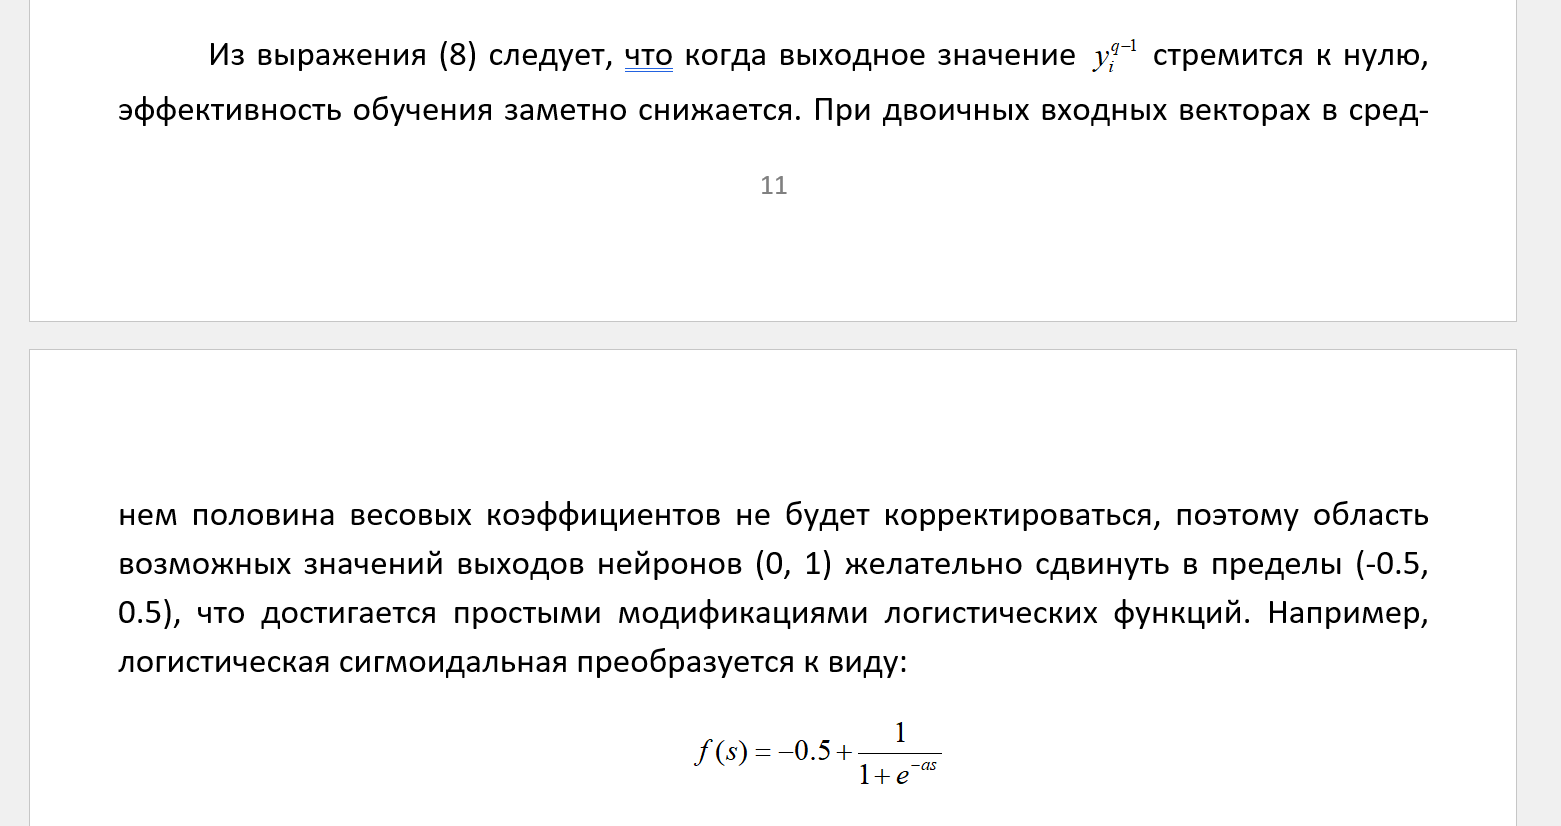 Из выражения (8) следует, что когда выходное значение $y_i^{q-1}$ стремится к нулю,
эффективность обучения заметно снижается. При двоичных входных векторах в сред-
11
нем половина весовых коэффициентов не будет корректироваться, поэтому область
возможных значений выходов нейронов (0, 1) желательно сдвинуть в пределы (-0.5,
0.5), что достигается простыми модификациями логистических функций. Например,
логистическая сигмоидальная преобразуется к виду:
$f(s) = -0.5 + \frac{1}{1+e^{-as}}$